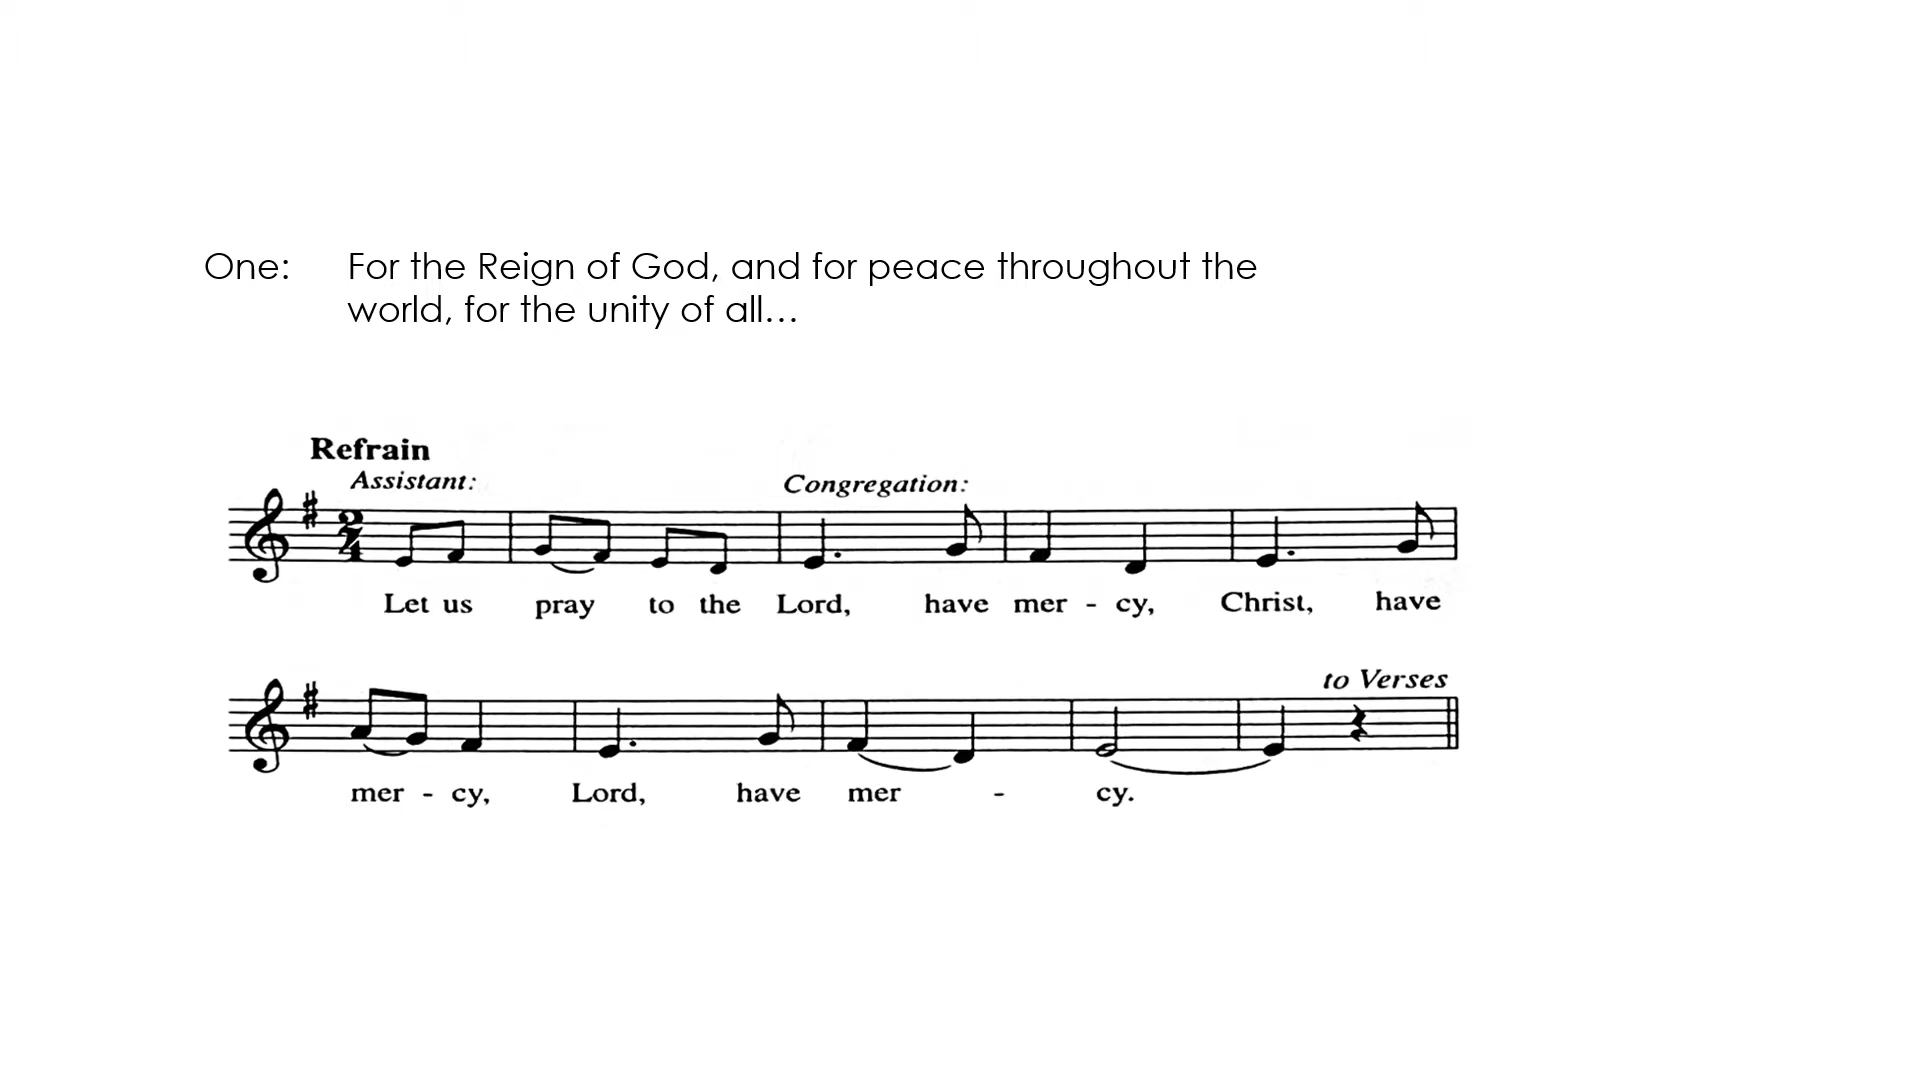 One: For the Reign of God, and for peace throughout the
world, for the unity of all…
Refrain
Assistant: Congregation:
2/4
Let us pray to the Lord, have mer - cy, Christ, have
to Verses
mer - cy, Lord, have mer - cy.